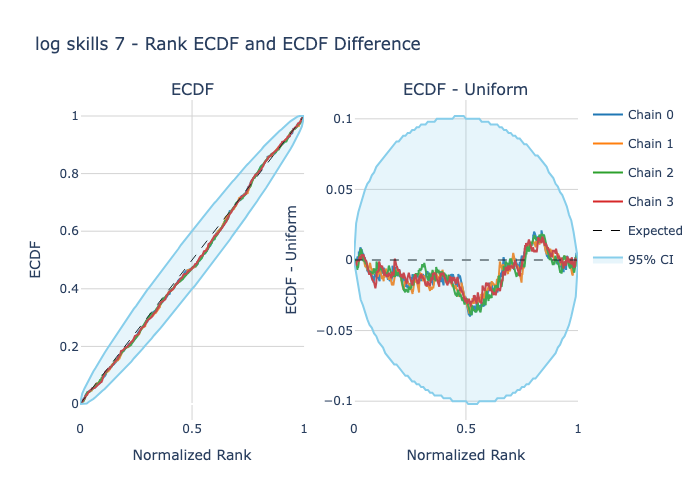 log skills 7 - Rank ECDF and ECDF Difference
ECDF
ECDF - Uniform
1
0.8
0.6
0.4
0.2
0
0
0.5
1
ECDF
Normalized Rank
0.1
0.05
0
−0.05
−0.1
0
0.5
1
ECDF - Uniform
Normalized Rank
Chain 0
Chain 1
Chain 2
Chain 3
Expected
95% CI